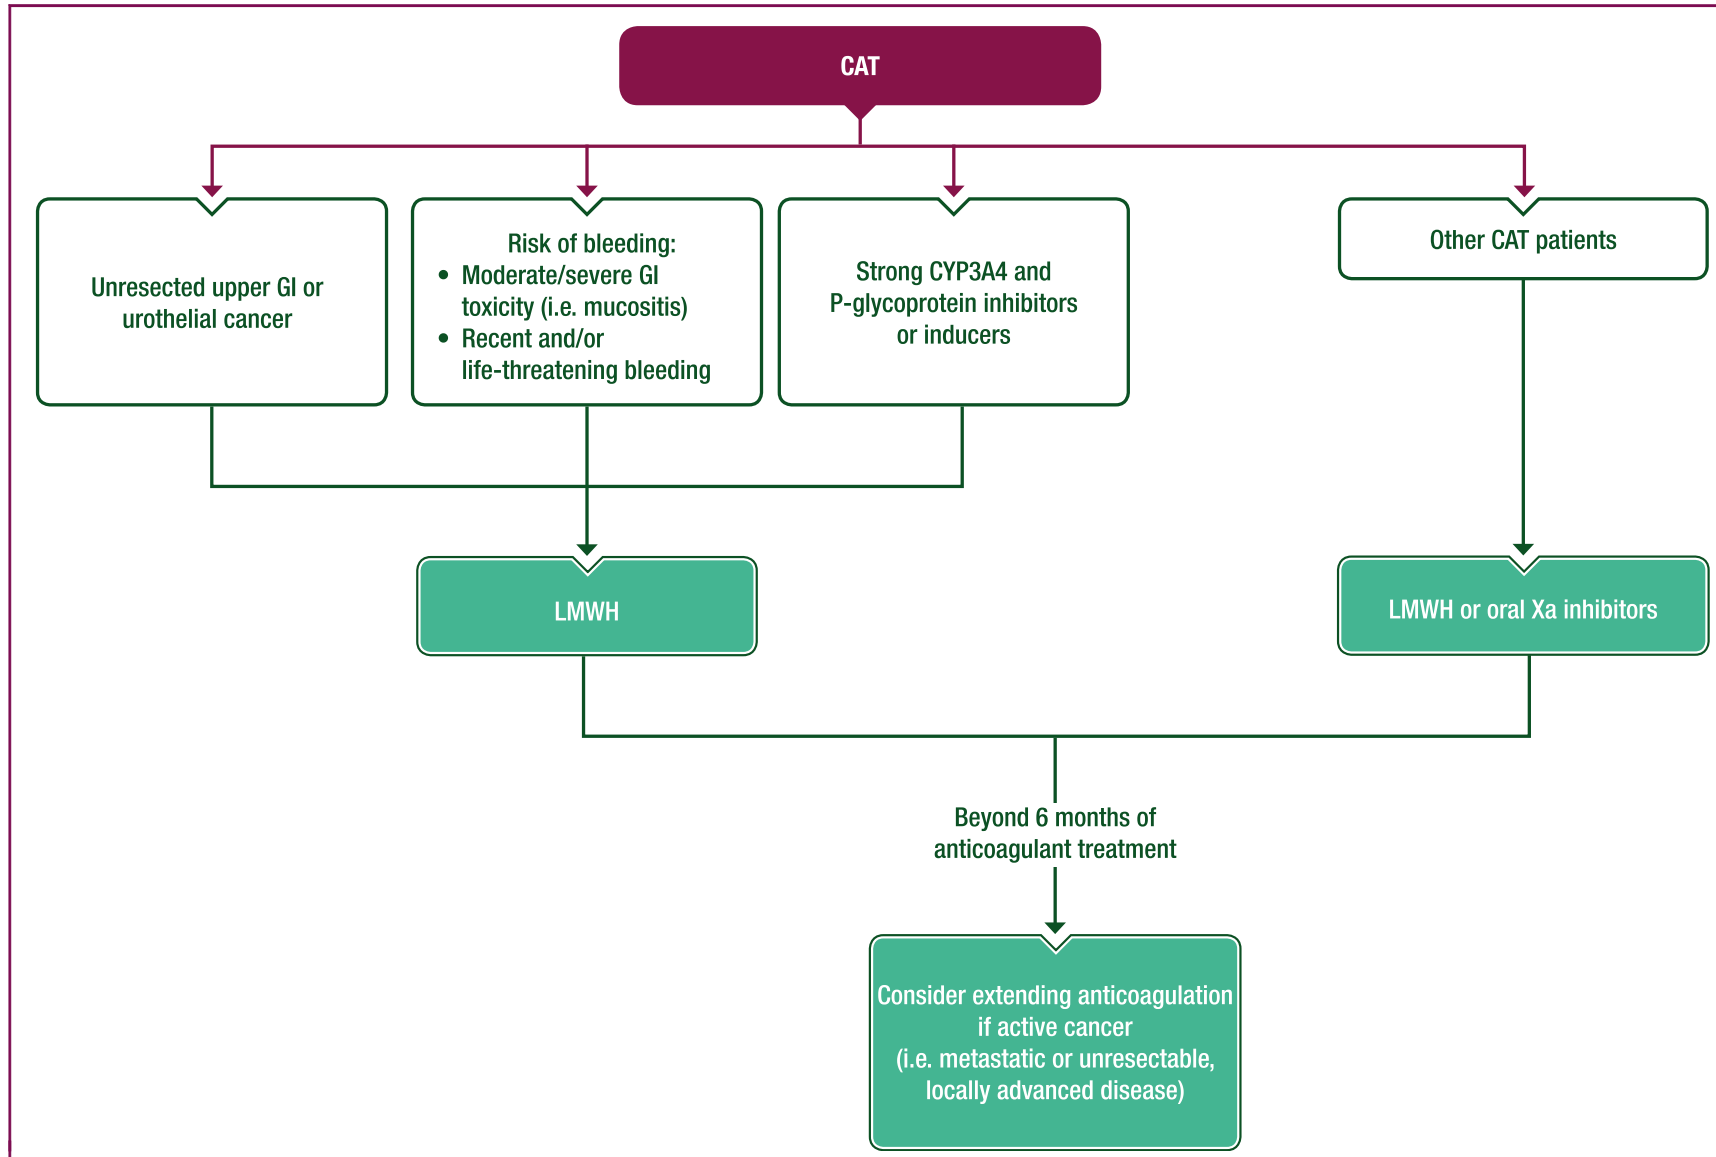 CAT
Unresected upper GI or
urothelial cancer
Risk of bleeding:
• Moderate/severe GI
toxicity (i.e. mucositis)
• Recent and/or
life-threatening bleeding
Strong CYP3A4 and
P-glycoprotein inhibitors
or inducers
Other CAT patients
LMWH
LMWH or oral Xa inhibitors
Beyond 6 months of
anticoagulant treatment
Consider extending anticoagulation
if active cancer
(i.e. metastatic or unresectable,
locally advanced disease)